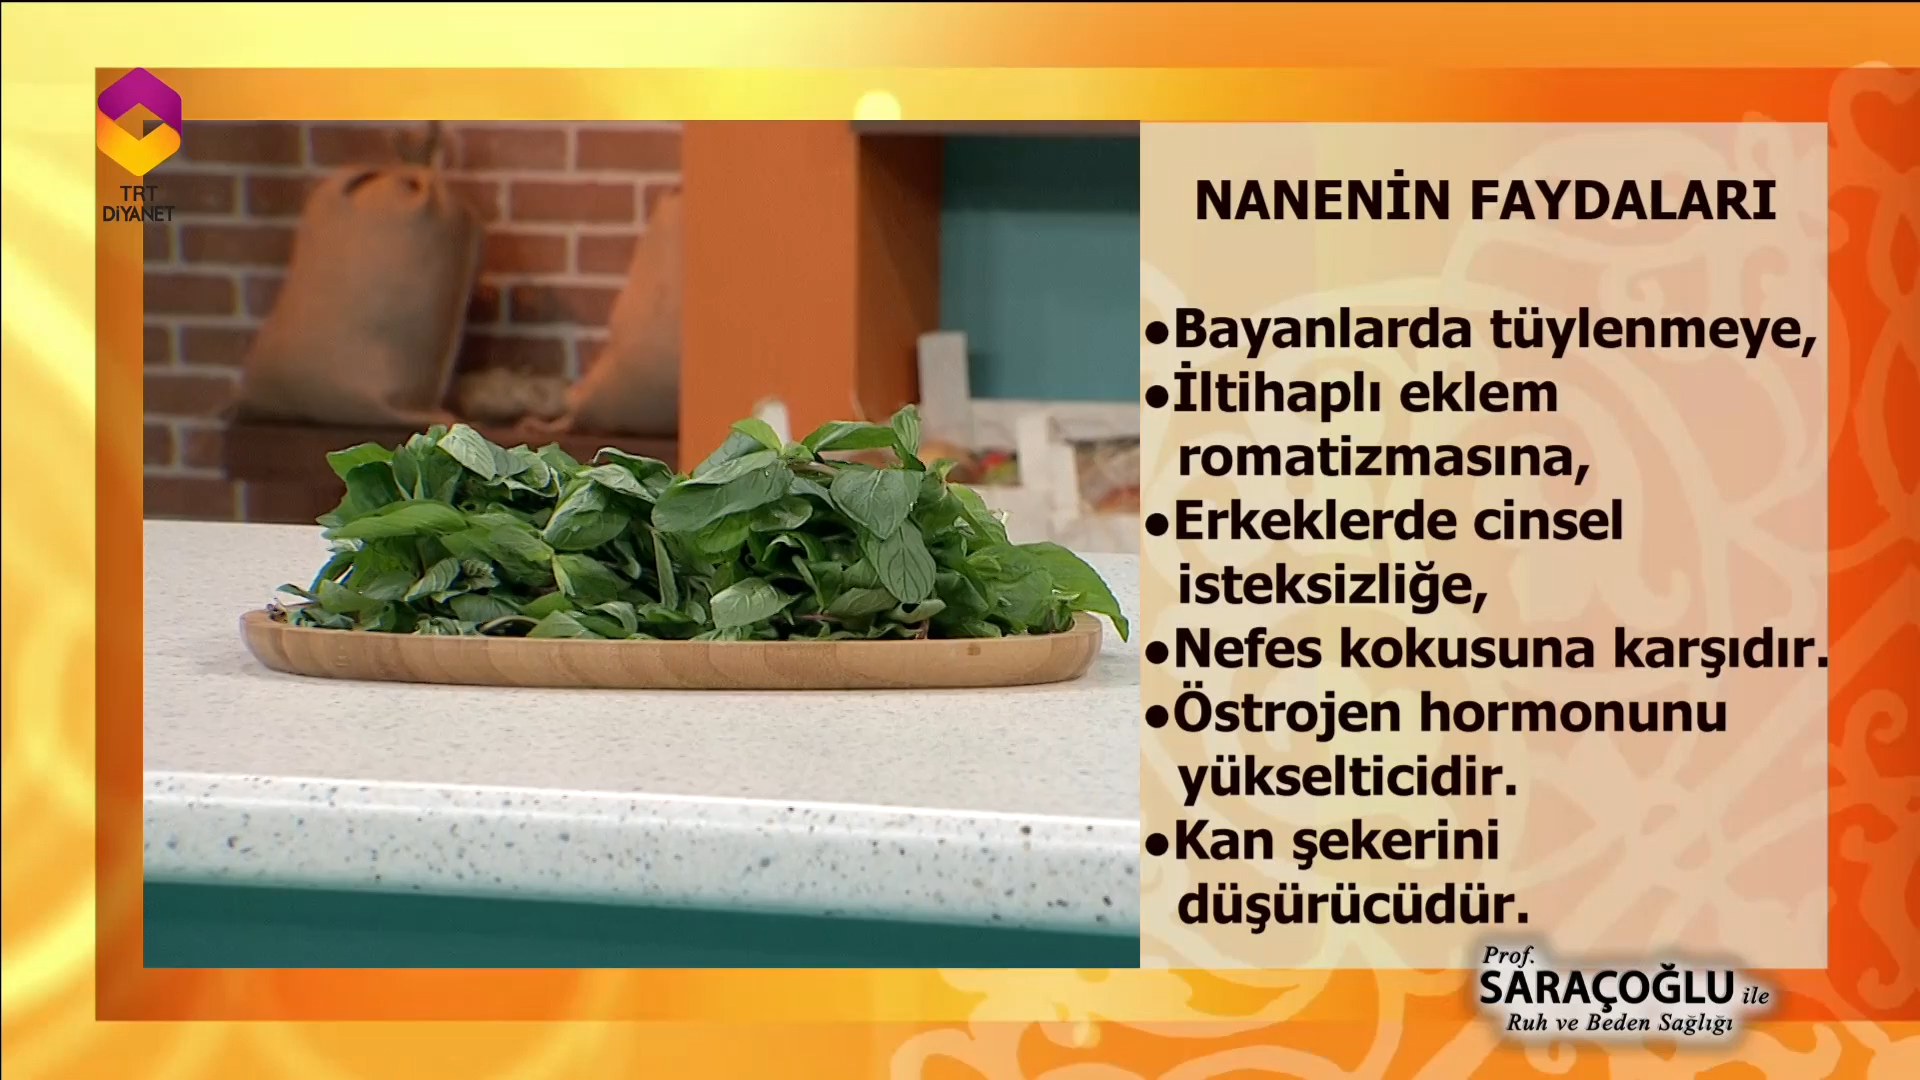 TRT
DİYANET
NANENİN FAYDALARI
●Bayanlarda tüylenmeye,
●İltihaplı eklem
romatizmasına,
●Erkeklerde cinsel
isteksizliğe,
●Nefes kokusuna karşıdır.
●Östrojen hormonunu
yükselticidir.
●Kan şekerini
düşürücüdür.
Prof.
SARAÇOĞLU ile
Ruh ve Beden Sağlığı